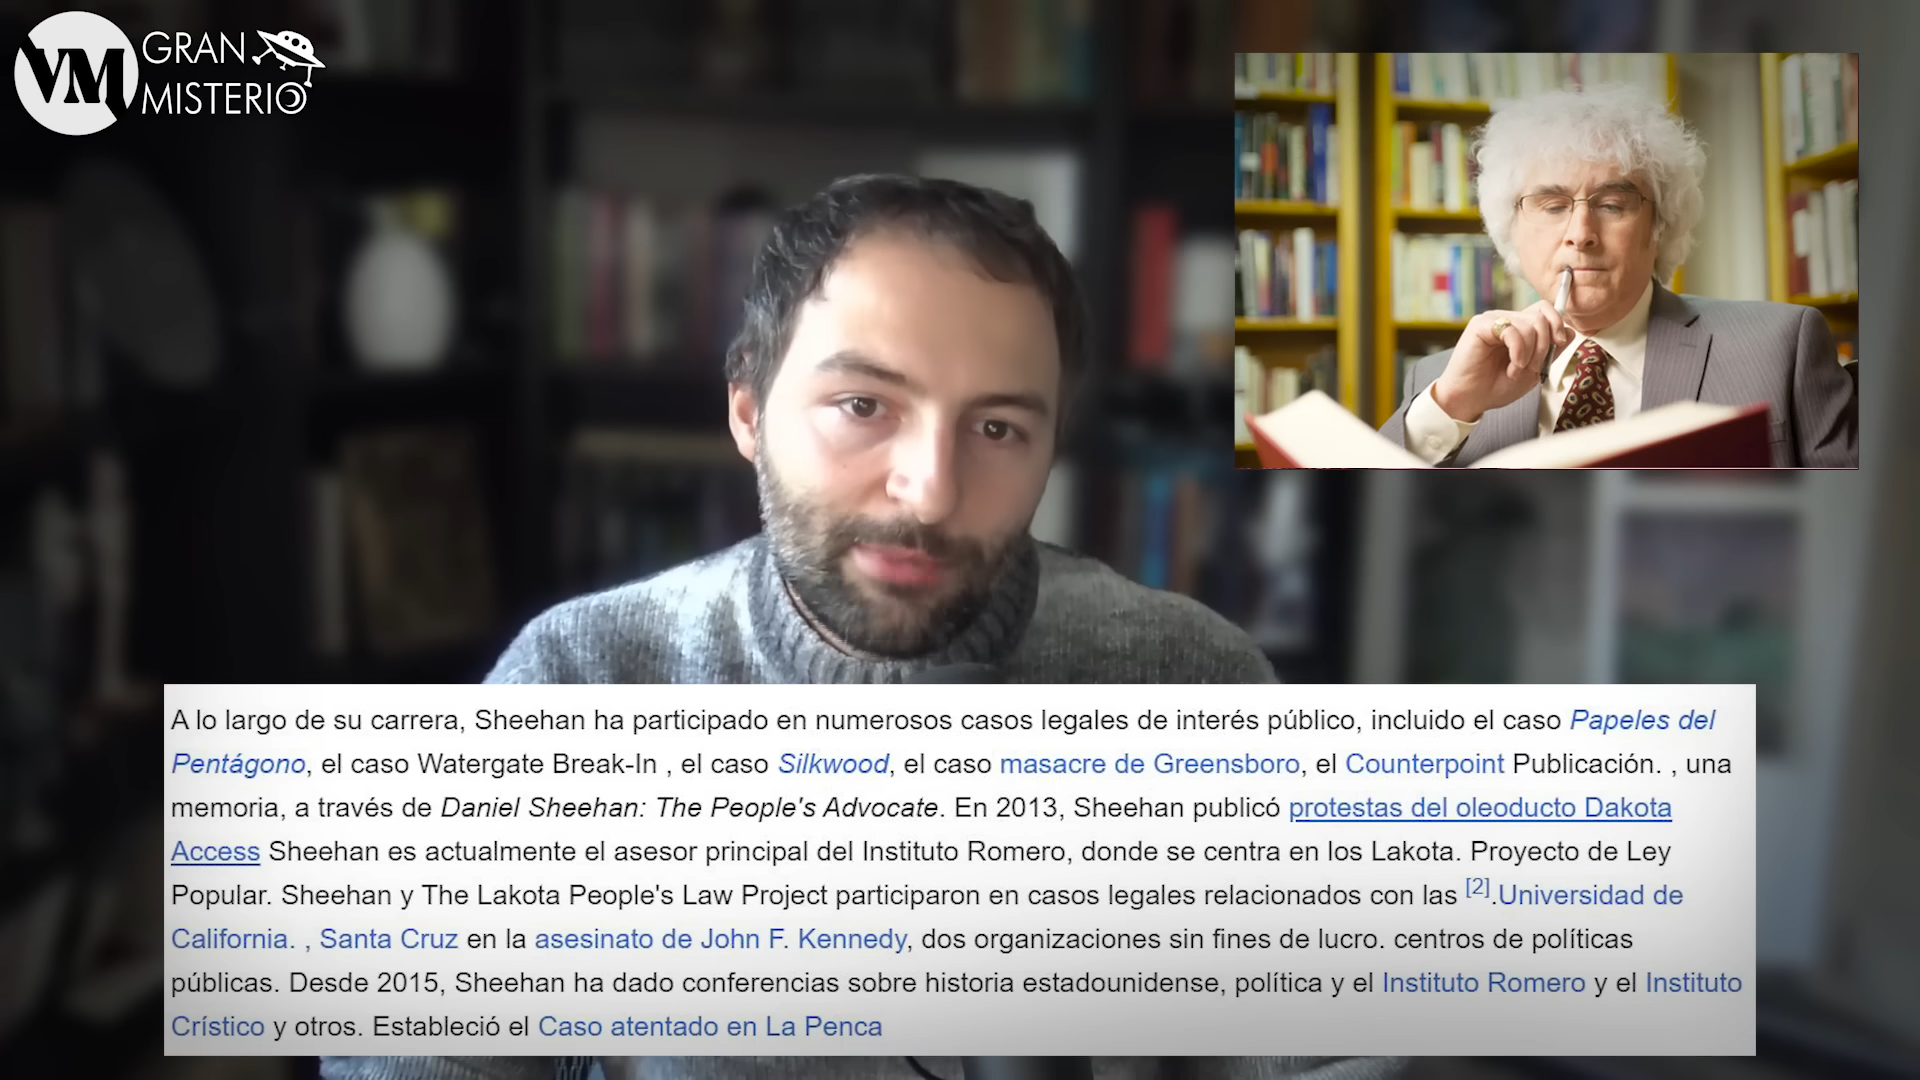 VM GRAN
MISTERIO
A lo largo de su carrera, Sheehan ha participado en numerosos casos legales de interés público, incluido el caso Papeles del
Pentágono, el caso Watergate Break-In , el caso Silkwood, el caso masacre de Greensboro, el Counterpoint Publicación. , una
memoria, a través de Daniel Sheehan: The People's Advocate. En 2013, Sheehan publicó protestas del oleoducto Dakota
Access Sheehan es actualmente el asesor principal del Instituto Romero, donde se centra en los Lakota. Proyecto de Ley
Popular. Sheehan y The Lakota People's Law Project participaron en casos legales relacionados con las [2].Universidad de
California. , Santa Cruz en la asesinato de John F. Kennedy, dos organizaciones sin fines de lucro. centros de políticas
públicas. Desde 2015, Sheehan ha dado conferencias sobre historia estadounidense, política y el Instituto Romero y el Instituto
Crístico y otros. Estableció el Caso atentado en La Penca